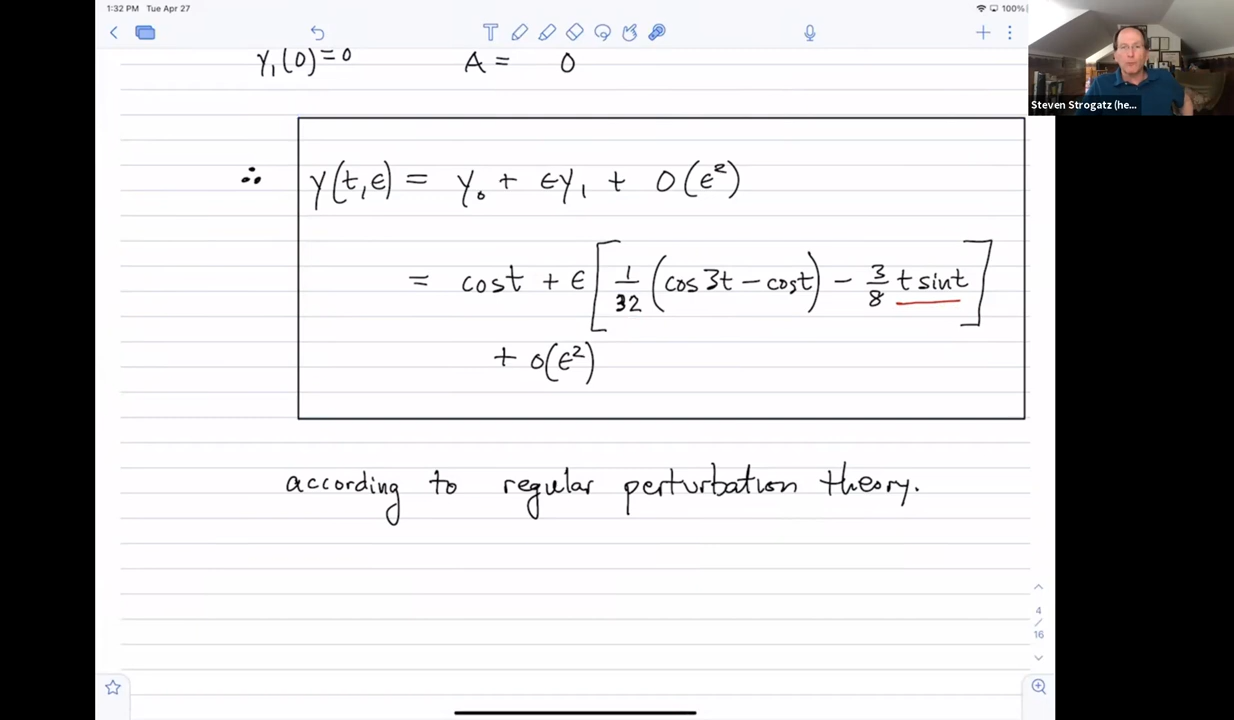 1:32 PM Tue Apr 27
100%
y₁(0)=0 A = 0
∴ y(t,ϵ) = y₀ + ϵy₁ + O(ϵ²)
= cos t + ϵ[1/32 (cos 3t − cos t) − 3/8 t sin t]
+ O(ϵ²)
according to regular perturbation theory.
Steven Strogatz (he...
4
/
16